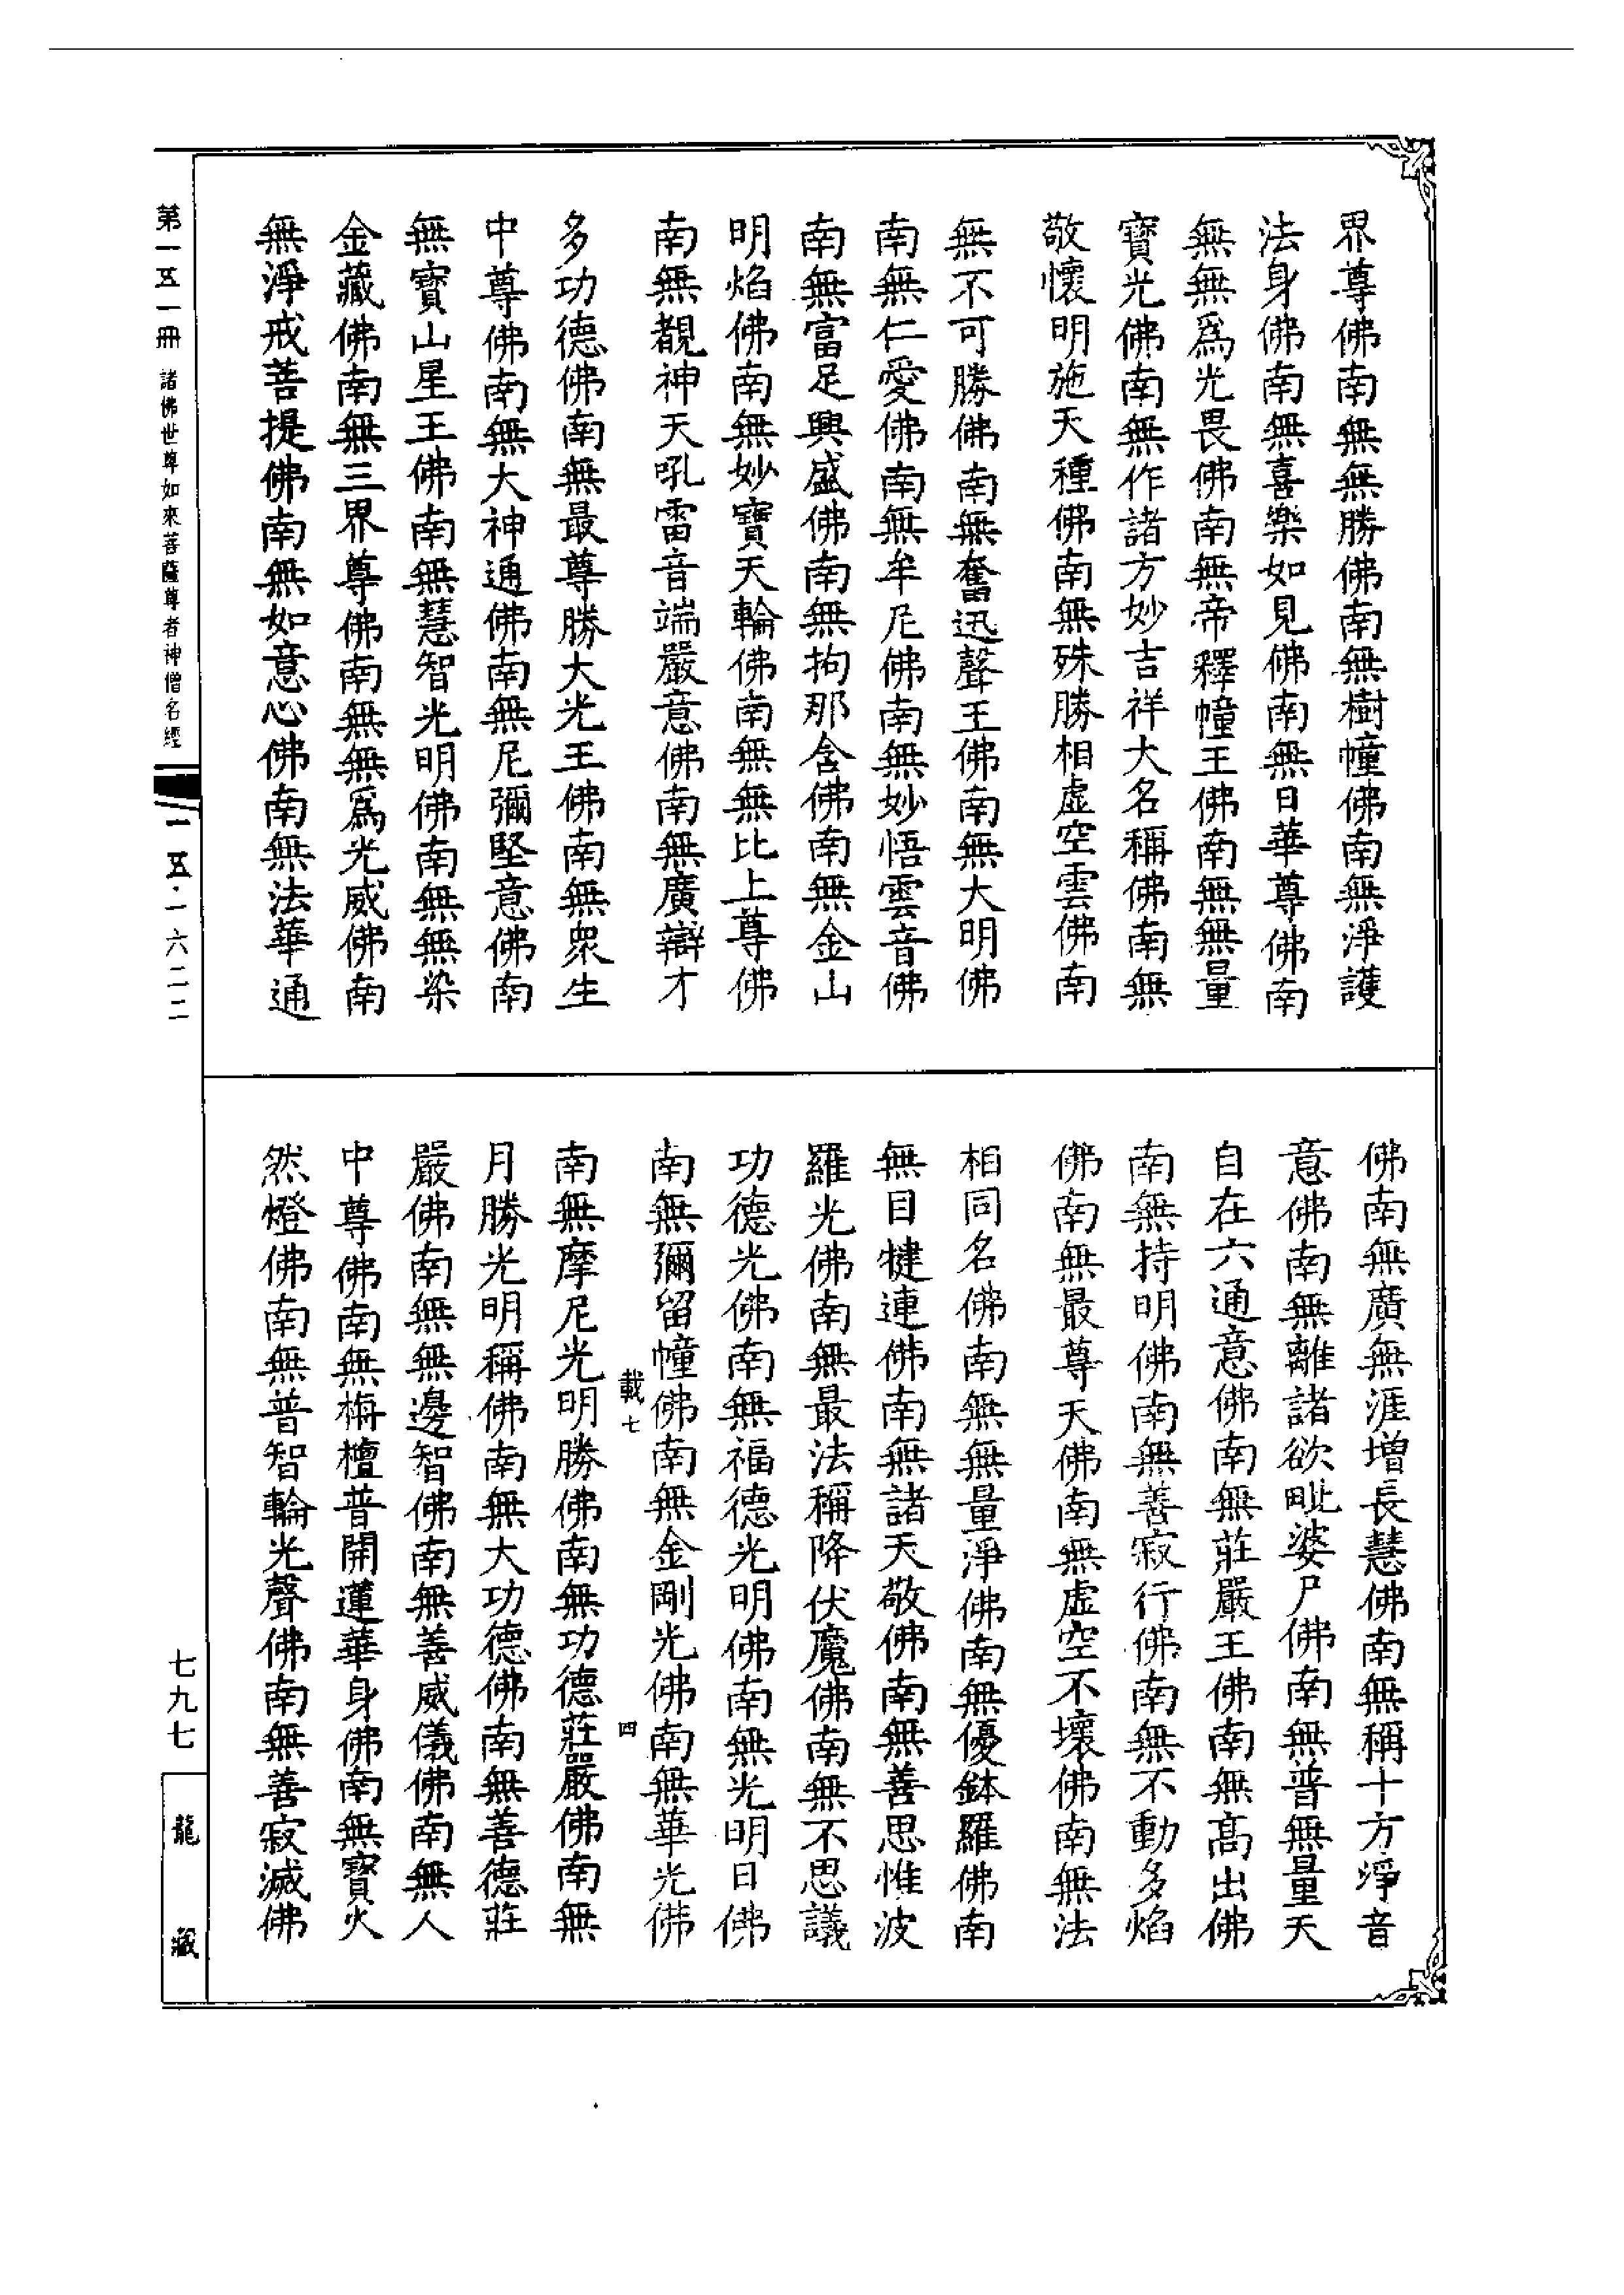 界尊佛南無無勝佛南無樹幢佛南無淨護
法身佛南無喜樂如見佛南無日華尊佛南
無無爲光畏佛南無帝釋幢王佛南無無量
寶光佛南無作諸方妙吉祥大名稱佛南無
敬懷明施天種佛南無殊勝相虛空雲佛南
無不可勝佛南無奮迅聲王佛南無大明佛
南無仁愛佛南無牟尼佛南無妙悟雲音佛
南無富足興盛佛南無拘那含佛南無金山
明焰佛南無妙寶天輪佛南無無比上尊佛
南無覩神天吼雷音端嚴意佛南無廣辯才
多功德佛南無最尊勝大光王佛南無衆生
中尊佛南無大神通佛南無尼彌堅意佛南
無寶山星王佛南無慧智光明佛南無無染
金藏佛南無三界尊佛南無無爲光威佛南
無淨戒菩提佛南無如意心佛南無法華通
佛南無廣無涯增長慧佛南無稱十方淨音
意佛南無離諸欲毗婆尸佛南無普無量天
自在六通意佛南無莊嚴王佛南無髙出佛
南無持明佛南無善寂行佛南無不動多焰
佛南無最尊天佛南無虛空不壞佛南無法
相同名佛南無無量淨佛南無優鉢羅佛南
無目犍連佛南無諸天敬佛南無善思惟波
羅光佛南無最法稱降伏魔佛南無不思議
功德光佛南無福德光明佛南無光明日佛
南無彌留幢佛南無金剛光佛南無華光佛
載七 四
南無摩尼光明勝佛南無功德莊嚴佛南無
月勝光明稱佛南無大功德佛南無善德莊
嚴佛南無無邊智佛南無善威儀佛南無人
中尊佛南無栴檀普開蓮華身佛南無寶火
然燈佛南無普智輪光聲佛南無善寂滅佛
第一五一冊 諸佛世尊如來菩薩尊者神僧名經
一五·一六二二
七九七
龍藏